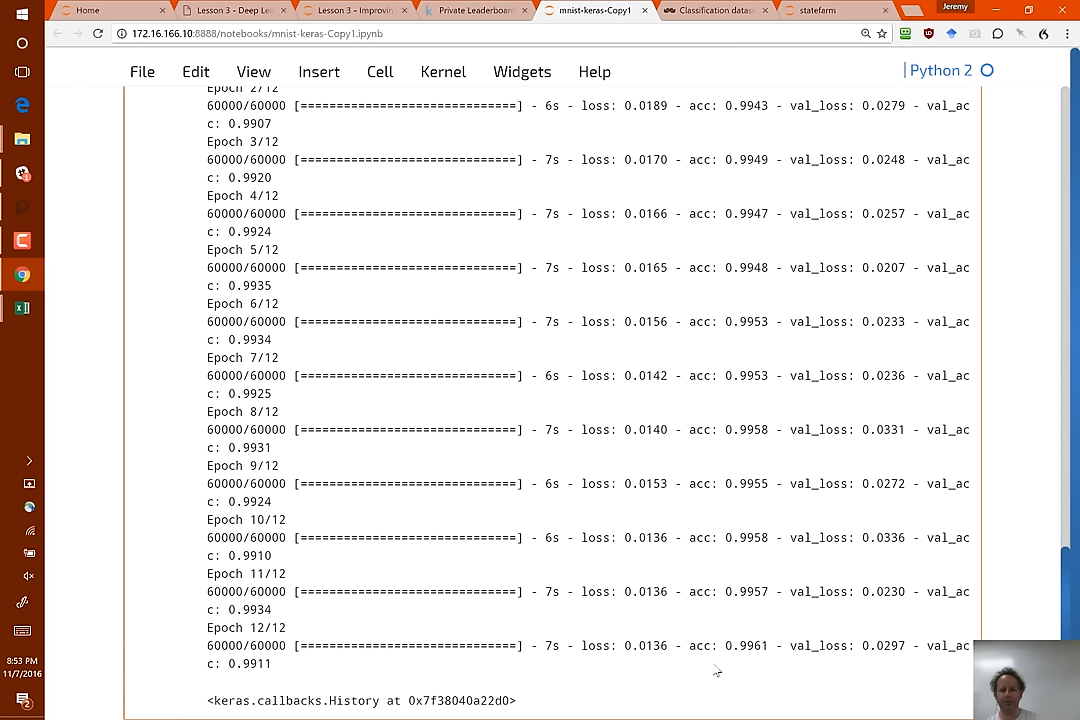 Home
Lesson 3 - Deep Lea
Lesson 3 - Improvin
Private Leaderboard
mnist-keras-Copy1
Classification datas
statefarm
Jeremy
172.16.166.10:8888/notebooks/mnist-keras-Copy1.ipynb
File Edit View Insert Cell Kernel Widgets Help
Python 2
Epoch 2/12
60000/60000 [==============================] - 6s - loss: 0.0189 - acc: 0.9943 - val_loss: 0.0279 - val_ac
c: 0.9907
Epoch 3/12
60000/60000 [==============================] - 7s - loss: 0.0170 - acc: 0.9949 - val_loss: 0.0248 - val_ac
c: 0.9920
Epoch 4/12
60000/60000 [==============================] - 7s - loss: 0.0166 - acc: 0.9947 - val_loss: 0.0257 - val_ac
c: 0.9924
Epoch 5/12
60000/60000 [==============================] - 7s - loss: 0.0165 - acc: 0.9948 - val_loss: 0.0207 - val_ac
c: 0.9935
Epoch 6/12
60000/60000 [==============================] - 7s - loss: 0.0156 - acc: 0.9953 - val_loss: 0.0233 - val_ac
c: 0.9934
Epoch 7/12
60000/60000 [==============================] - 6s - loss: 0.0142 - acc: 0.9953 - val_loss: 0.0236 - val_ac
c: 0.9925
Epoch 8/12
60000/60000 [==============================] - 7s - loss: 0.0140 - acc: 0.9958 - val_loss: 0.0331 - val_ac
c: 0.9931
Epoch 9/12
60000/60000 [==============================] - 6s - loss: 0.0153 - acc: 0.9955 - val_loss: 0.0272 - val_ac
c: 0.9924
Epoch 10/12
60000/60000 [==============================] - 6s - loss: 0.0136 - acc: 0.9958 - val_loss: 0.0336 - val_ac
c: 0.9910
Epoch 11/12
60000/60000 [==============================] - 7s - loss: 0.0136 - acc: 0.9957 - val_loss: 0.0230 - val_ac
c: 0.9934
Epoch 12/12
60000/60000 [==============================] - 7s - loss: 0.0136 - acc: 0.9961 - val_loss: 0.0297 - val_ac
c: 0.9911
<keras.callbacks.History at 0x7f38040a22d0>
8:53 PM
11/7/2016